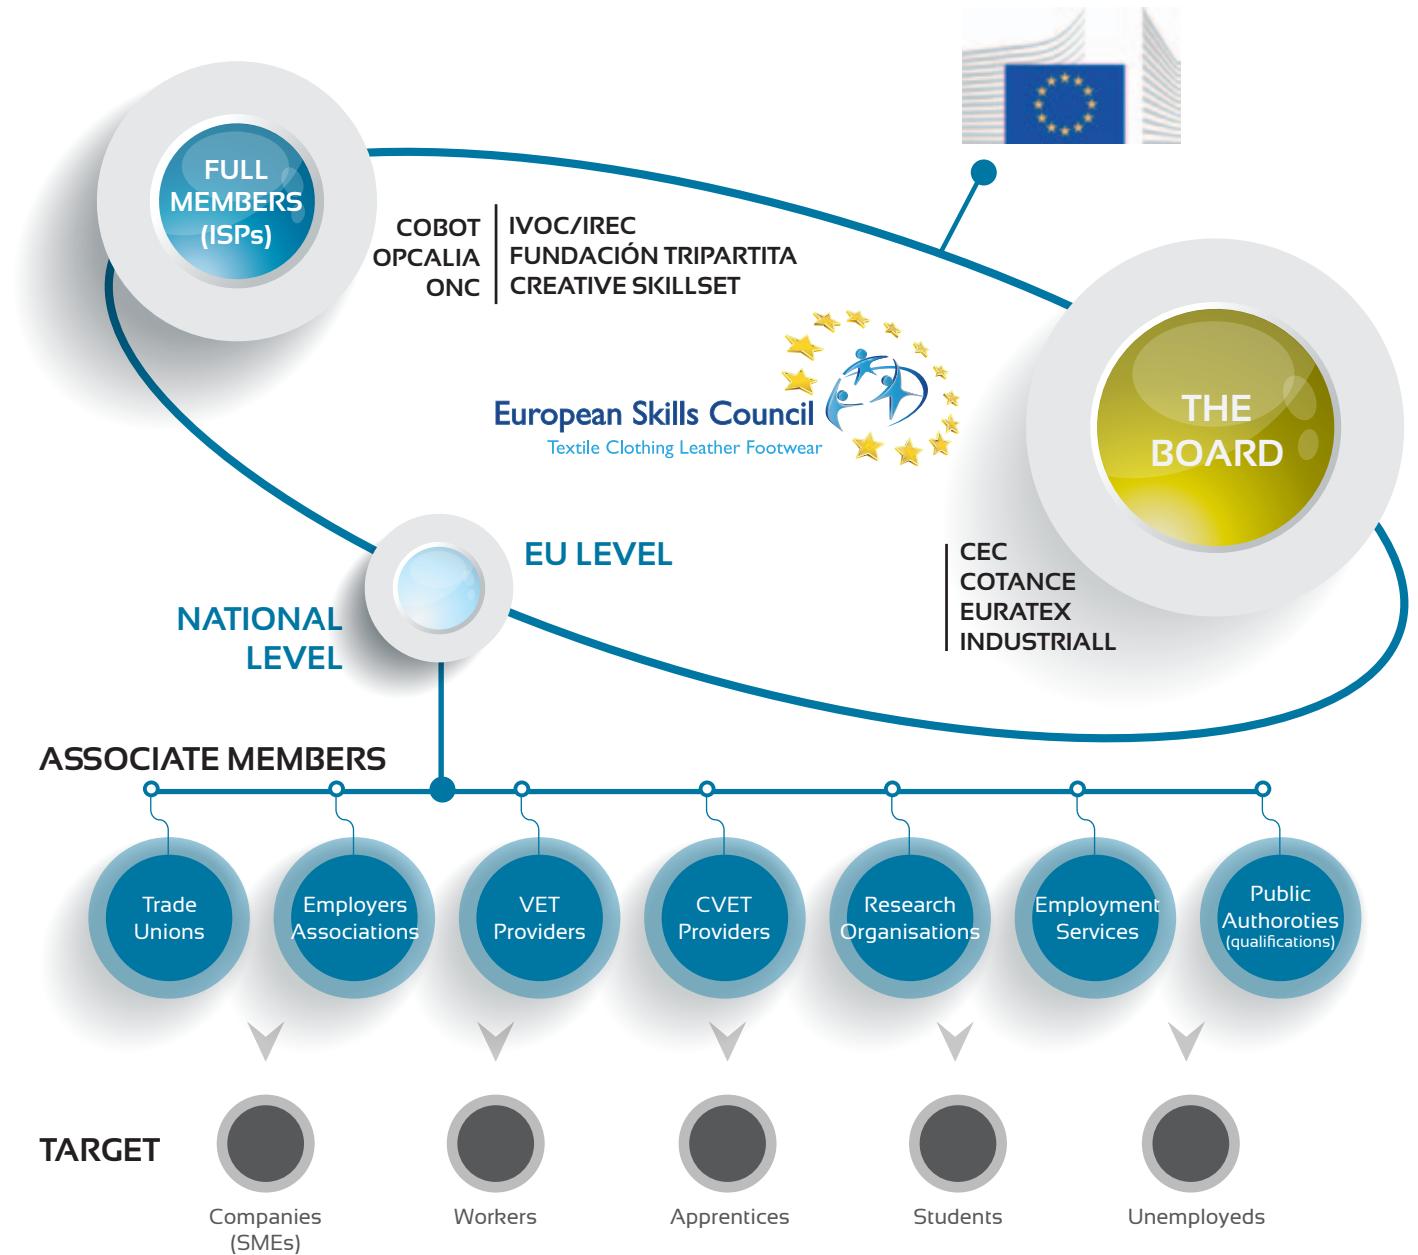 FULL
MEMBERS
(ISPs)
COBOT
OPCALIA
ONC
IVOC/IREC
FUNDACIÓN TRIPARTITA
CREATIVE SKILLSET
European Skills Council
Textile Clothing Leather Footwear
THE
BOARD
CEC
COTANCE
EURATEX
INDUSTRIALL
EU LEVEL
NATIONAL
LEVEL
ASSOCIATE MEMBERS
Trade
Unions
Employers
Associations
VET
Providers
CVET
Providers
Research
Organisations
Employment
Services
Public
Authoroties
(qualifications)
TARGET
Companies
(SMEs)
Workers
Apprentices
Students
Unemployeds